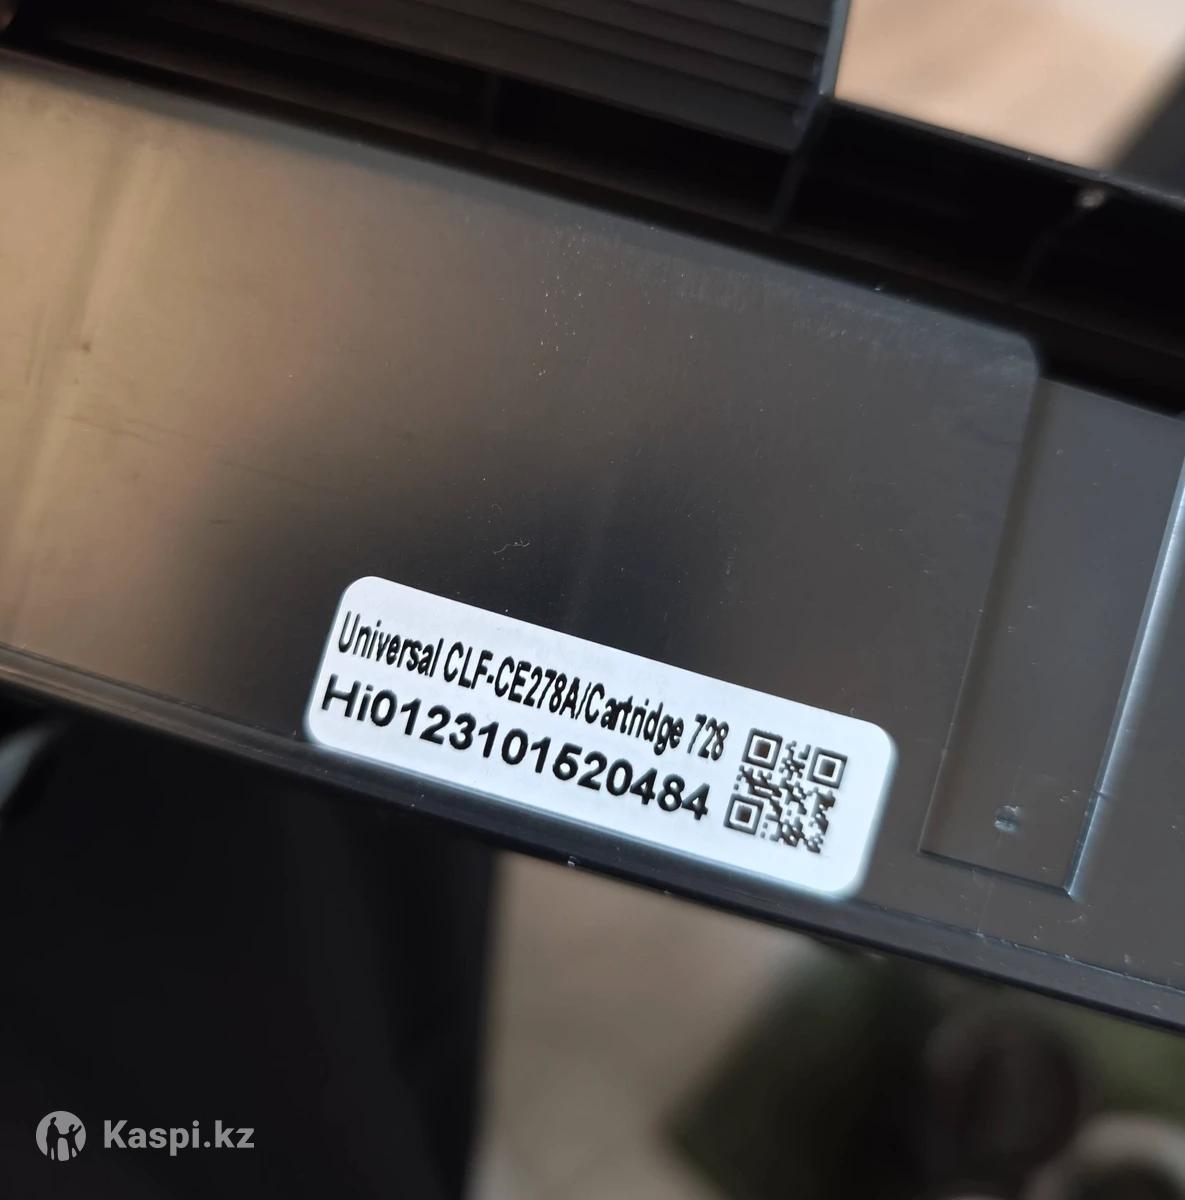 Universal CLF-CE278A/Cartridge 728
Hi0123101520484
Kaspi.kz